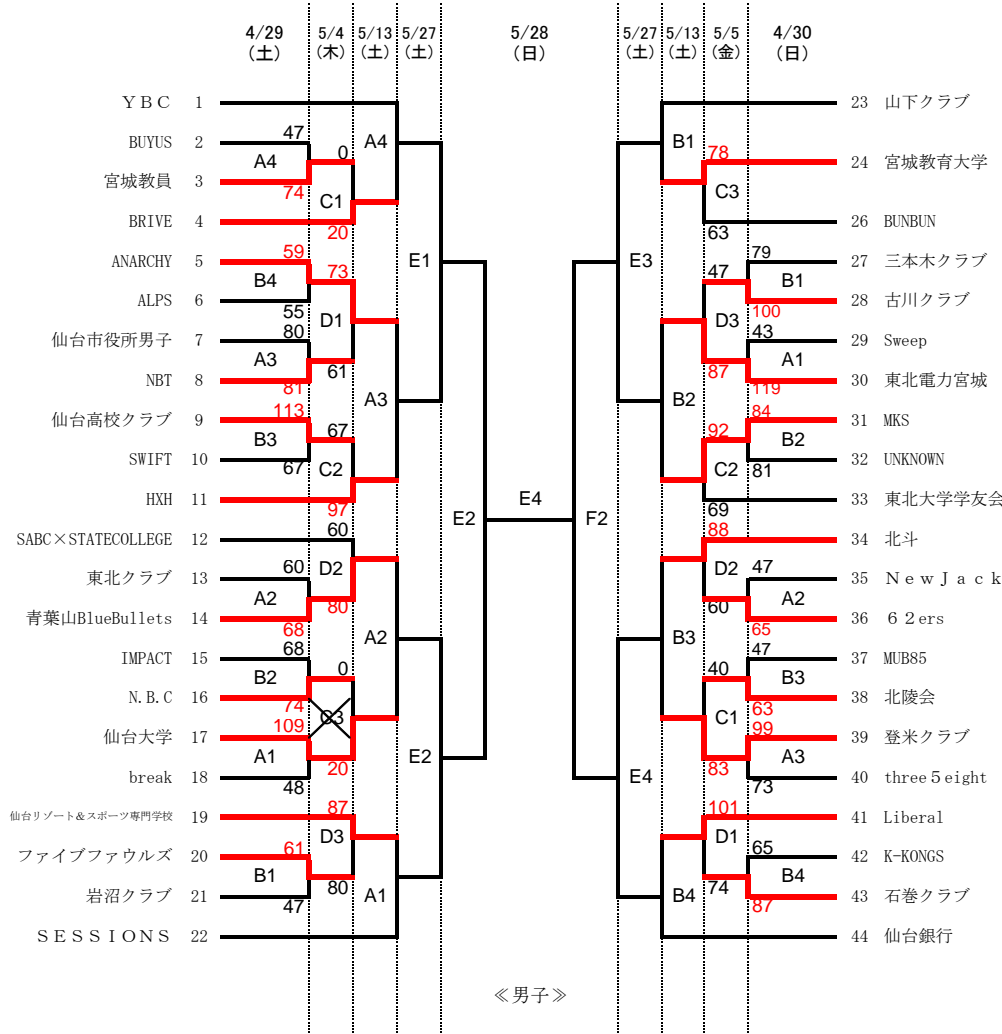 4/29 5/4 5/13 5/27 5/28 5/27 5/13 5/5 4/30
（土） （木） （土） （土） （日） （土） （土） （金） （日）
ＹＢＣ 1 23 山下クラブ
BUYUS 2 47 0 A4 B1 78 24 宮城教育大学
A4
宮城教員 3 74 C1 C3
BRIVE 4 20 63 26 BUNBUN
ANARCHY 5 59 73 E1 E3 47 79 27 三本木クラブ
B4 B1
ALPS 6 55 D1 D3 100 28 古川クラブ
仙台市役所男子 7 80 43 29 Sweep
A3 A1
NBT 8 81 61 87 119 30 東北電力宮城
A3 B2
仙台高校クラブ 9 113 67 92 84 31 MKS
B3 B2
SWIFT 10 67 C2 C2 81 32 UNKNOWN
HXH 11 97 69 33 東北大学学友会
E2 E4 F2
SABC×STATECOLLEGE 12 60 88 34 北斗
東北クラブ 13 60 D2 D2 47 35 ＮｅｗＪａｃｋ
A2 A2
青葉山BlueBullets 14 68 80 60 65 36 ６２ers
A2 B3
IMPACT 15 68 0 40 47 37 MUB85
B2 B3
N.B.C 16 74 C3 C1 63 38 北陵会
仙台大学 17 109 99 39 登米クラブ
A1 E2 A3
break 18 48 20 83 73 40 three５eight
E4
仙台リゾート＆スポーツ専門学校 19 87 101 41 Liberal
D3 D1
ファイブファウルズ 20 61 65 42 K-KONGS
B1 B4
岩沼クラブ 21 47 80 A1 B4 74 87 43 石巻クラブ
ＳＥＳＳＩＯＮＳ 22 44 仙台銀行
≪男子≫